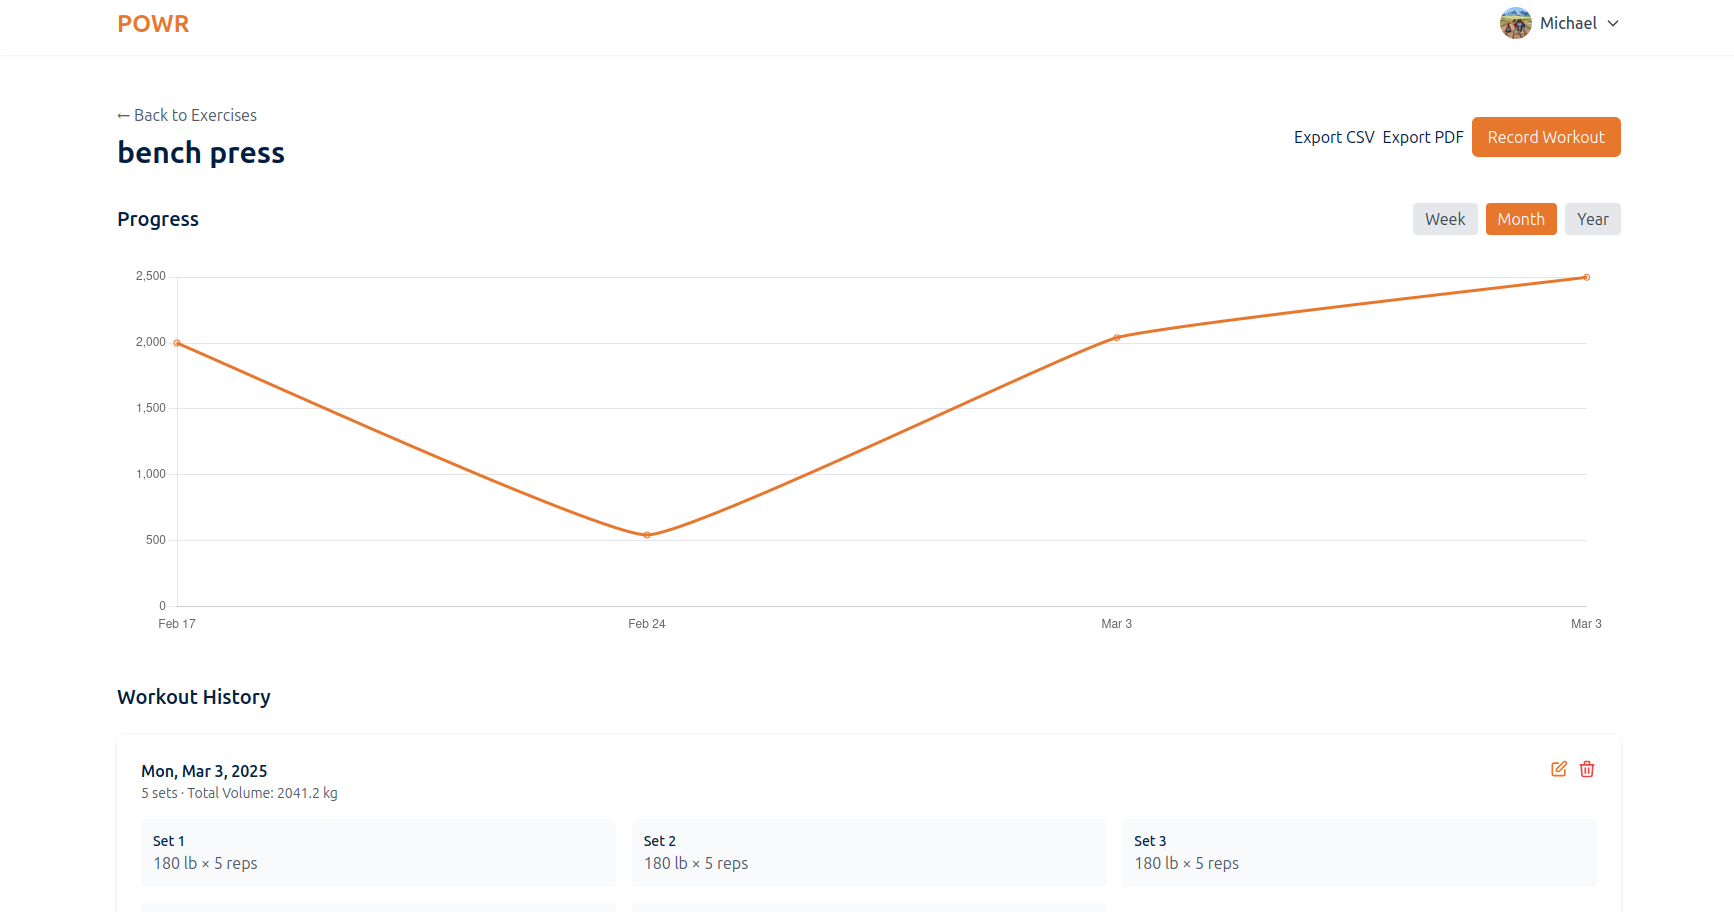 POWR
Michael
← Back to Exercises
bench press
Export CSV Export PDF Record Workout
Progress
Week Month Year
2,500
2,000
1,500
1,000
500
0
Feb 17 Feb 24 Mar 3 Mar 3
Workout History
Mon, Mar 3, 2025
5 sets · Total Volume: 2041.2 kg
Set 1
180 lb × 5 reps
Set 2
180 lb × 5 reps
Set 3
180 lb × 5 reps